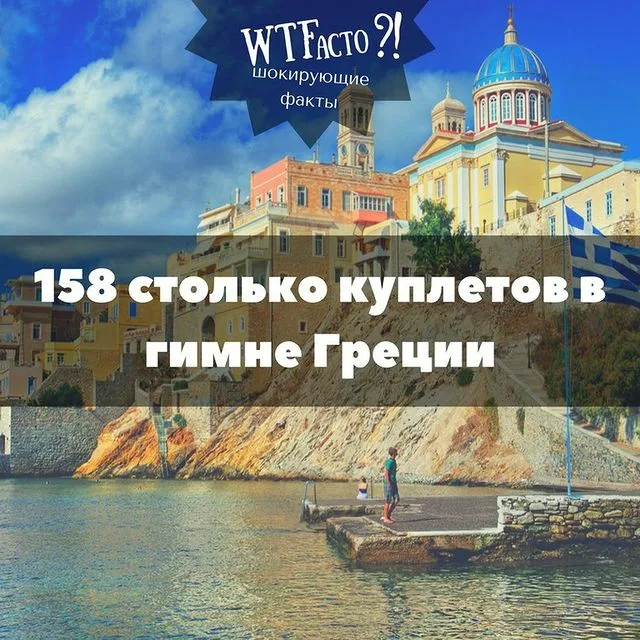 WTFACTO?!
шокирующие
факты
158 столько куплетов в
гимне Греции